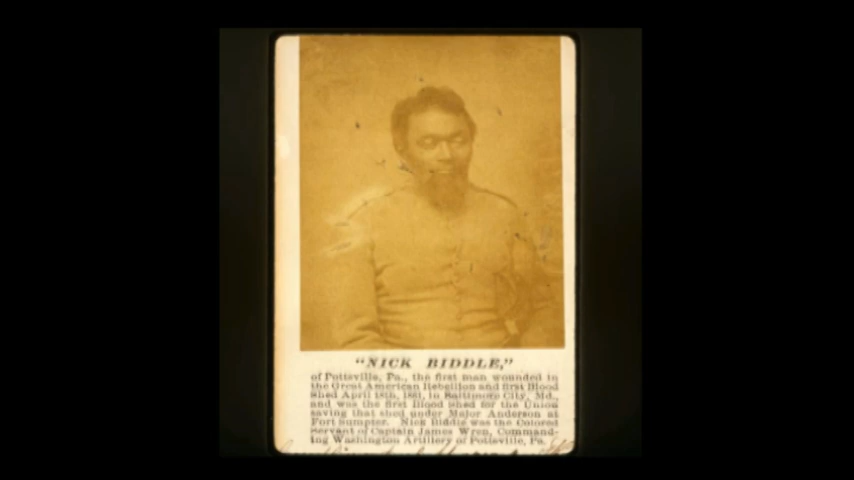 "NICK BIDDLE,"
of Pottsville, Pa., the first man wounded in
the Great American Rebellion and first Blood
Shed April 18th, 1861, in Baltimore City, Md.,
and was the first Blood shed for the Union
saving that shed under Major Anderson at
Fort Sumpter. Nick Biddle was the Colored
servant of Captain James Wren, Command-
ing Washington Artillery of Pottsville, Pa.